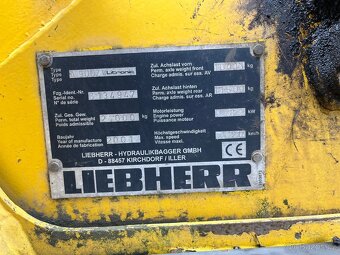 Typ
Type
Type
Litronic
Zul. Achslast vorn
Perm. axle weight front
Charge admis. sur ess. AV
kg
Fzg.-Ident.-Nr.
Serial no.
N° de série
Zul. Achslast hinten
Perm. axle weight rear
Charge admis. sur ess. AR
kg
Zul. Ges. Gew.
Perm. total weight
Poids admissible
kg
Motorleistung
Engine power
Puissance moteur
kW
Baujahr
Year of manufacture
Année de fabrication
Höchstgeschwindigkeit
Max speed
Vitesse maxi.
km/h
LIEBHERR - HYDRAULIKBAGGER GMBH
D - 88457 KIRCHDORF / ILLER
CE
LIEBHERR